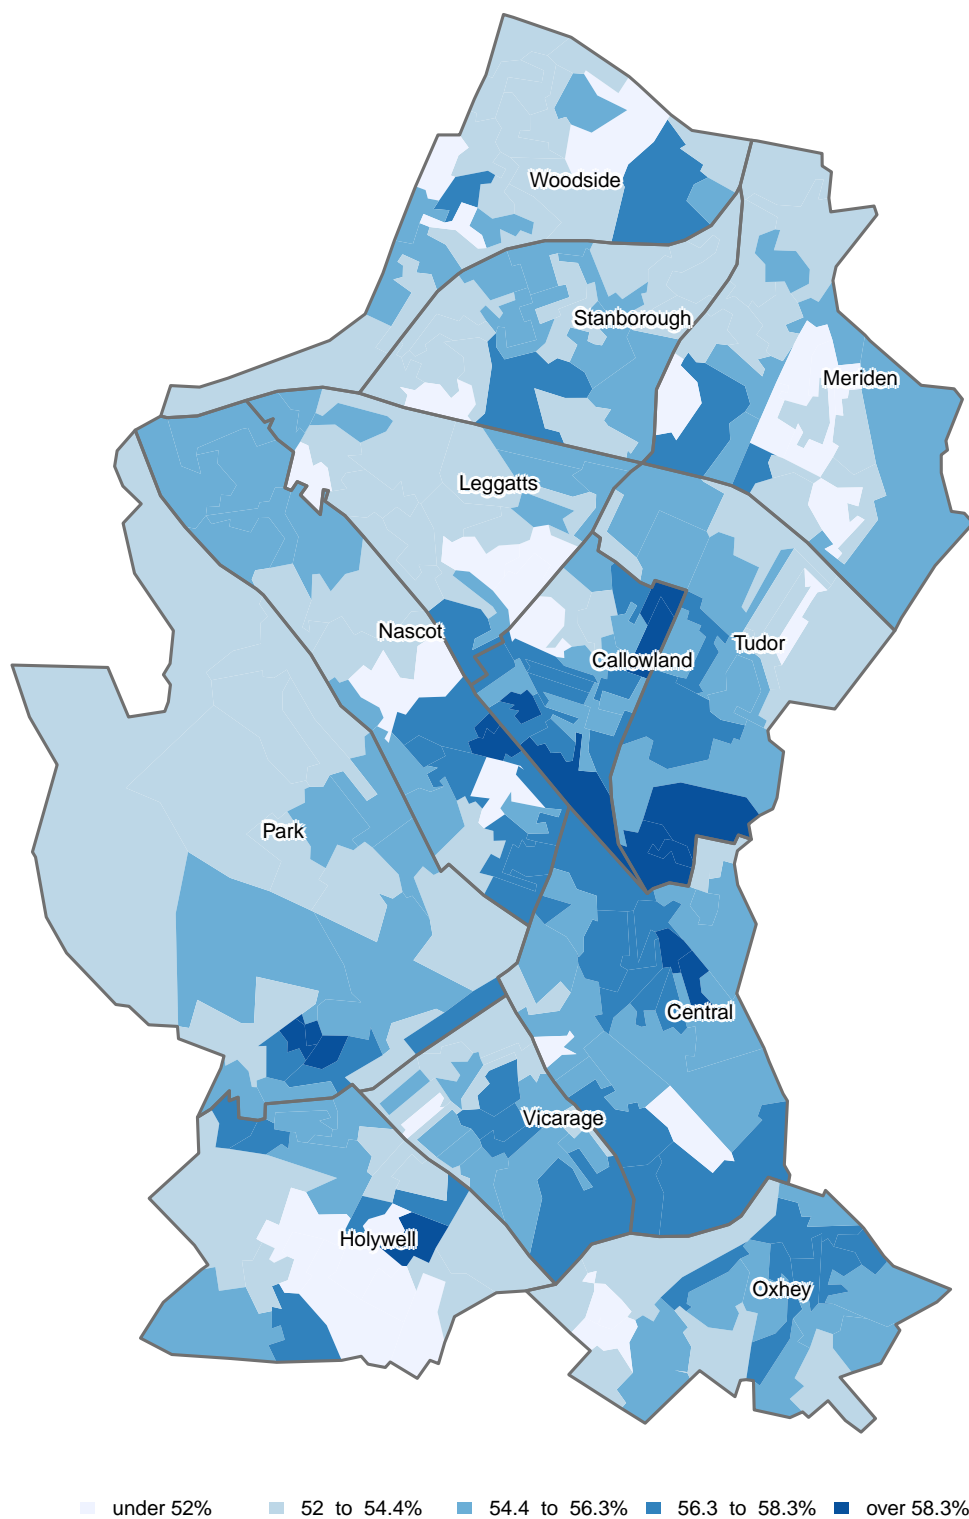 Woodside
Stanborough
Meriden
Leggatts
Nascot
Tudor
Callowland
Park
Central
Vicarage
Holywell
Oxhey
under 52% 52 to 54.4% 54.4 to 56.3% 56.3 to 58.3% over 58.3%